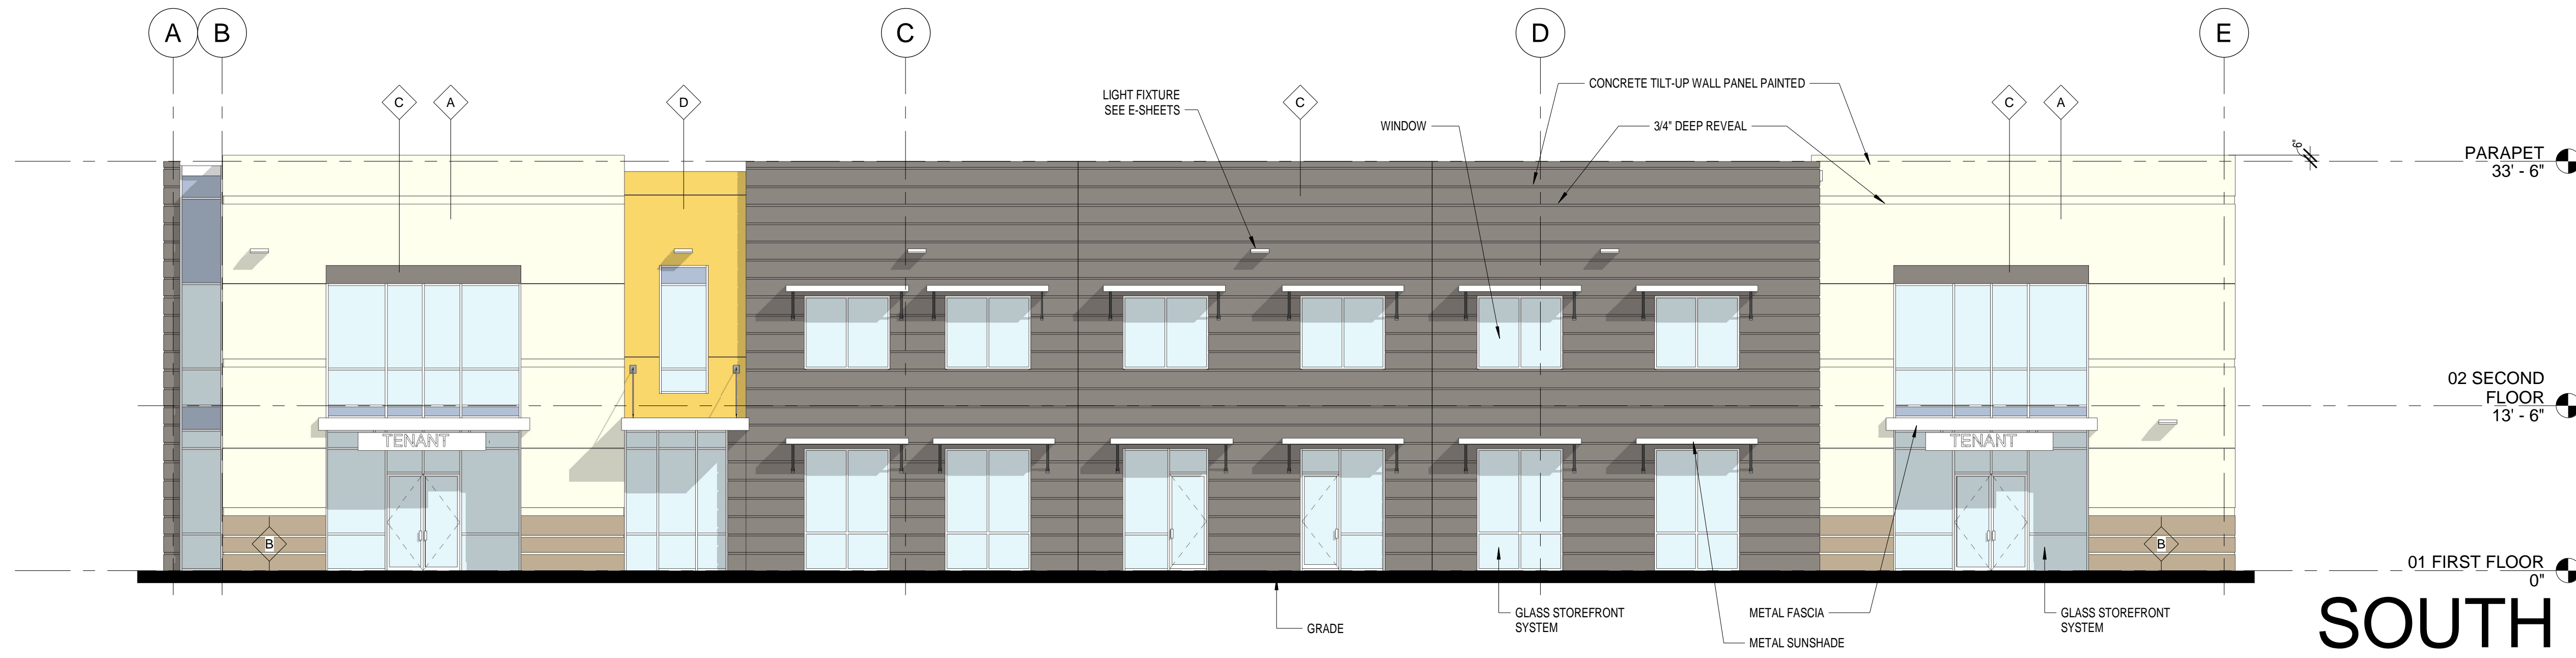 A
B
C
D
E
C
A
D
LIGHT FIXTURE
SEE E-SHEETS
C
CONCRETE TILT-UP WALL PANEL PAINTED
WINDOW
3/4" DEEP REVEAL
C
A
6"
PARAPET
33' - 6"
02 SECOND
FLOOR
13' - 6"
TENANT
TENANT
B
B
01 FIRST FLOOR
0"
GRADE
GLASS STOREFRONT
SYSTEM
METAL FASCIA
METAL SUNSHADE
GLASS STOREFRONT
SYSTEM
SOUTH